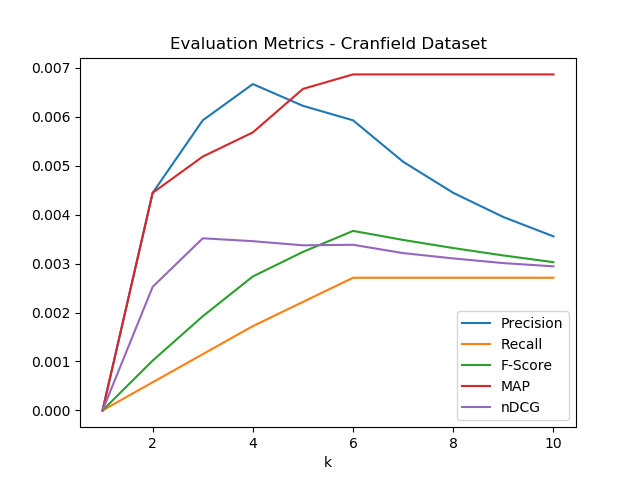 Evaluation Metrics - Cranfield Dataset
0.007
0.006
0.005
0.004
0.003
0.002
0.001
0.000
Precision
Recall
F-Score
MAP
nDCG
2 4 6 8 10
k